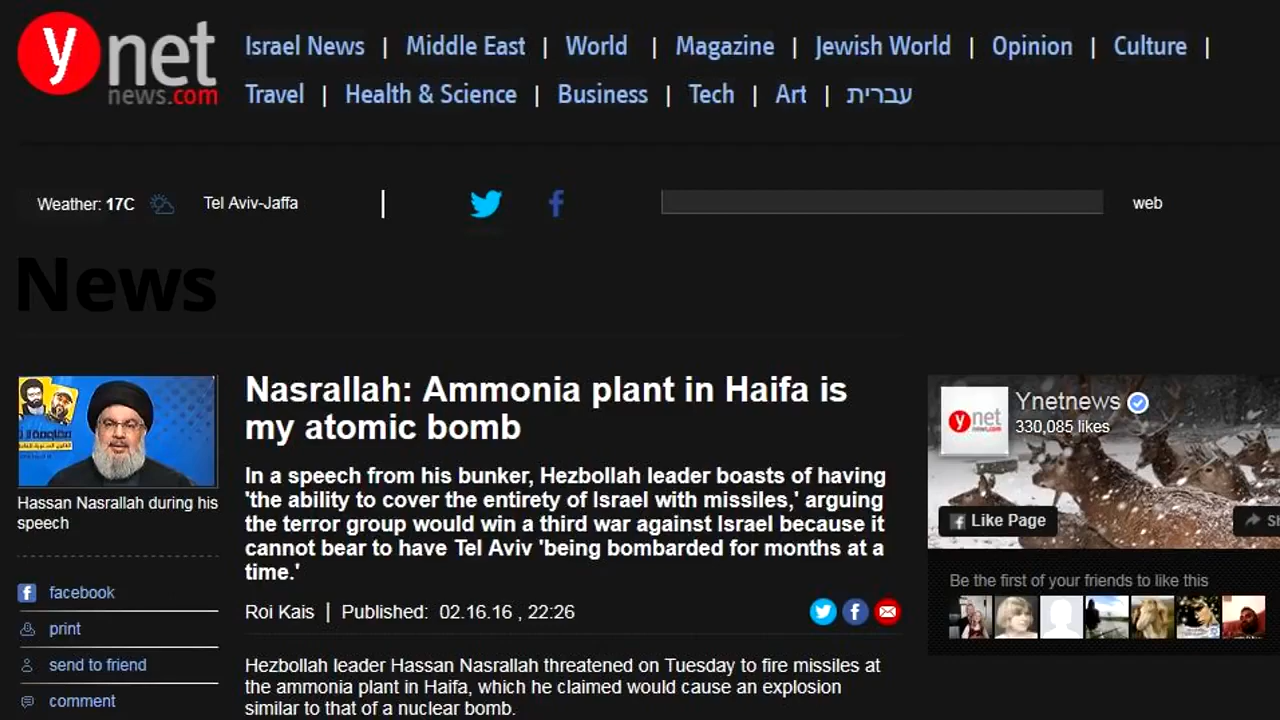 ynet
news.com
Israel News | Middle East | World | Magazine | Jewish World | Opinion | Culture |
Travel | Health & Science | Business | Tech | Art | עברית
Weather: 17C Tel Aviv-Jaffa | web
News
Nasrallah: Ammonia plant in Haifa is
my atomic bomb
In a speech from his bunker, Hezbollah leader boasts of having
'the ability to cover the entirety of Israel with missiles,' arguing
the terror group would win a third war against Israel because it
cannot bear to have Tel Aviv 'being bombarded for months at a
time.'
Roi Kais | Published: 02.16.16 , 22:26
Hezbollah leader Hassan Nasrallah threatened on Tuesday to fire missiles at
the ammonia plant in Haifa, which he claimed would cause an explosion
similar to that of a nuclear bomb.
Hassan Nasrallah during his
speech
facebook
print
send to friend
comment
ynet
news.com
Ynetnews
330,085 likes
Like Page
Be the first of your friends to like this